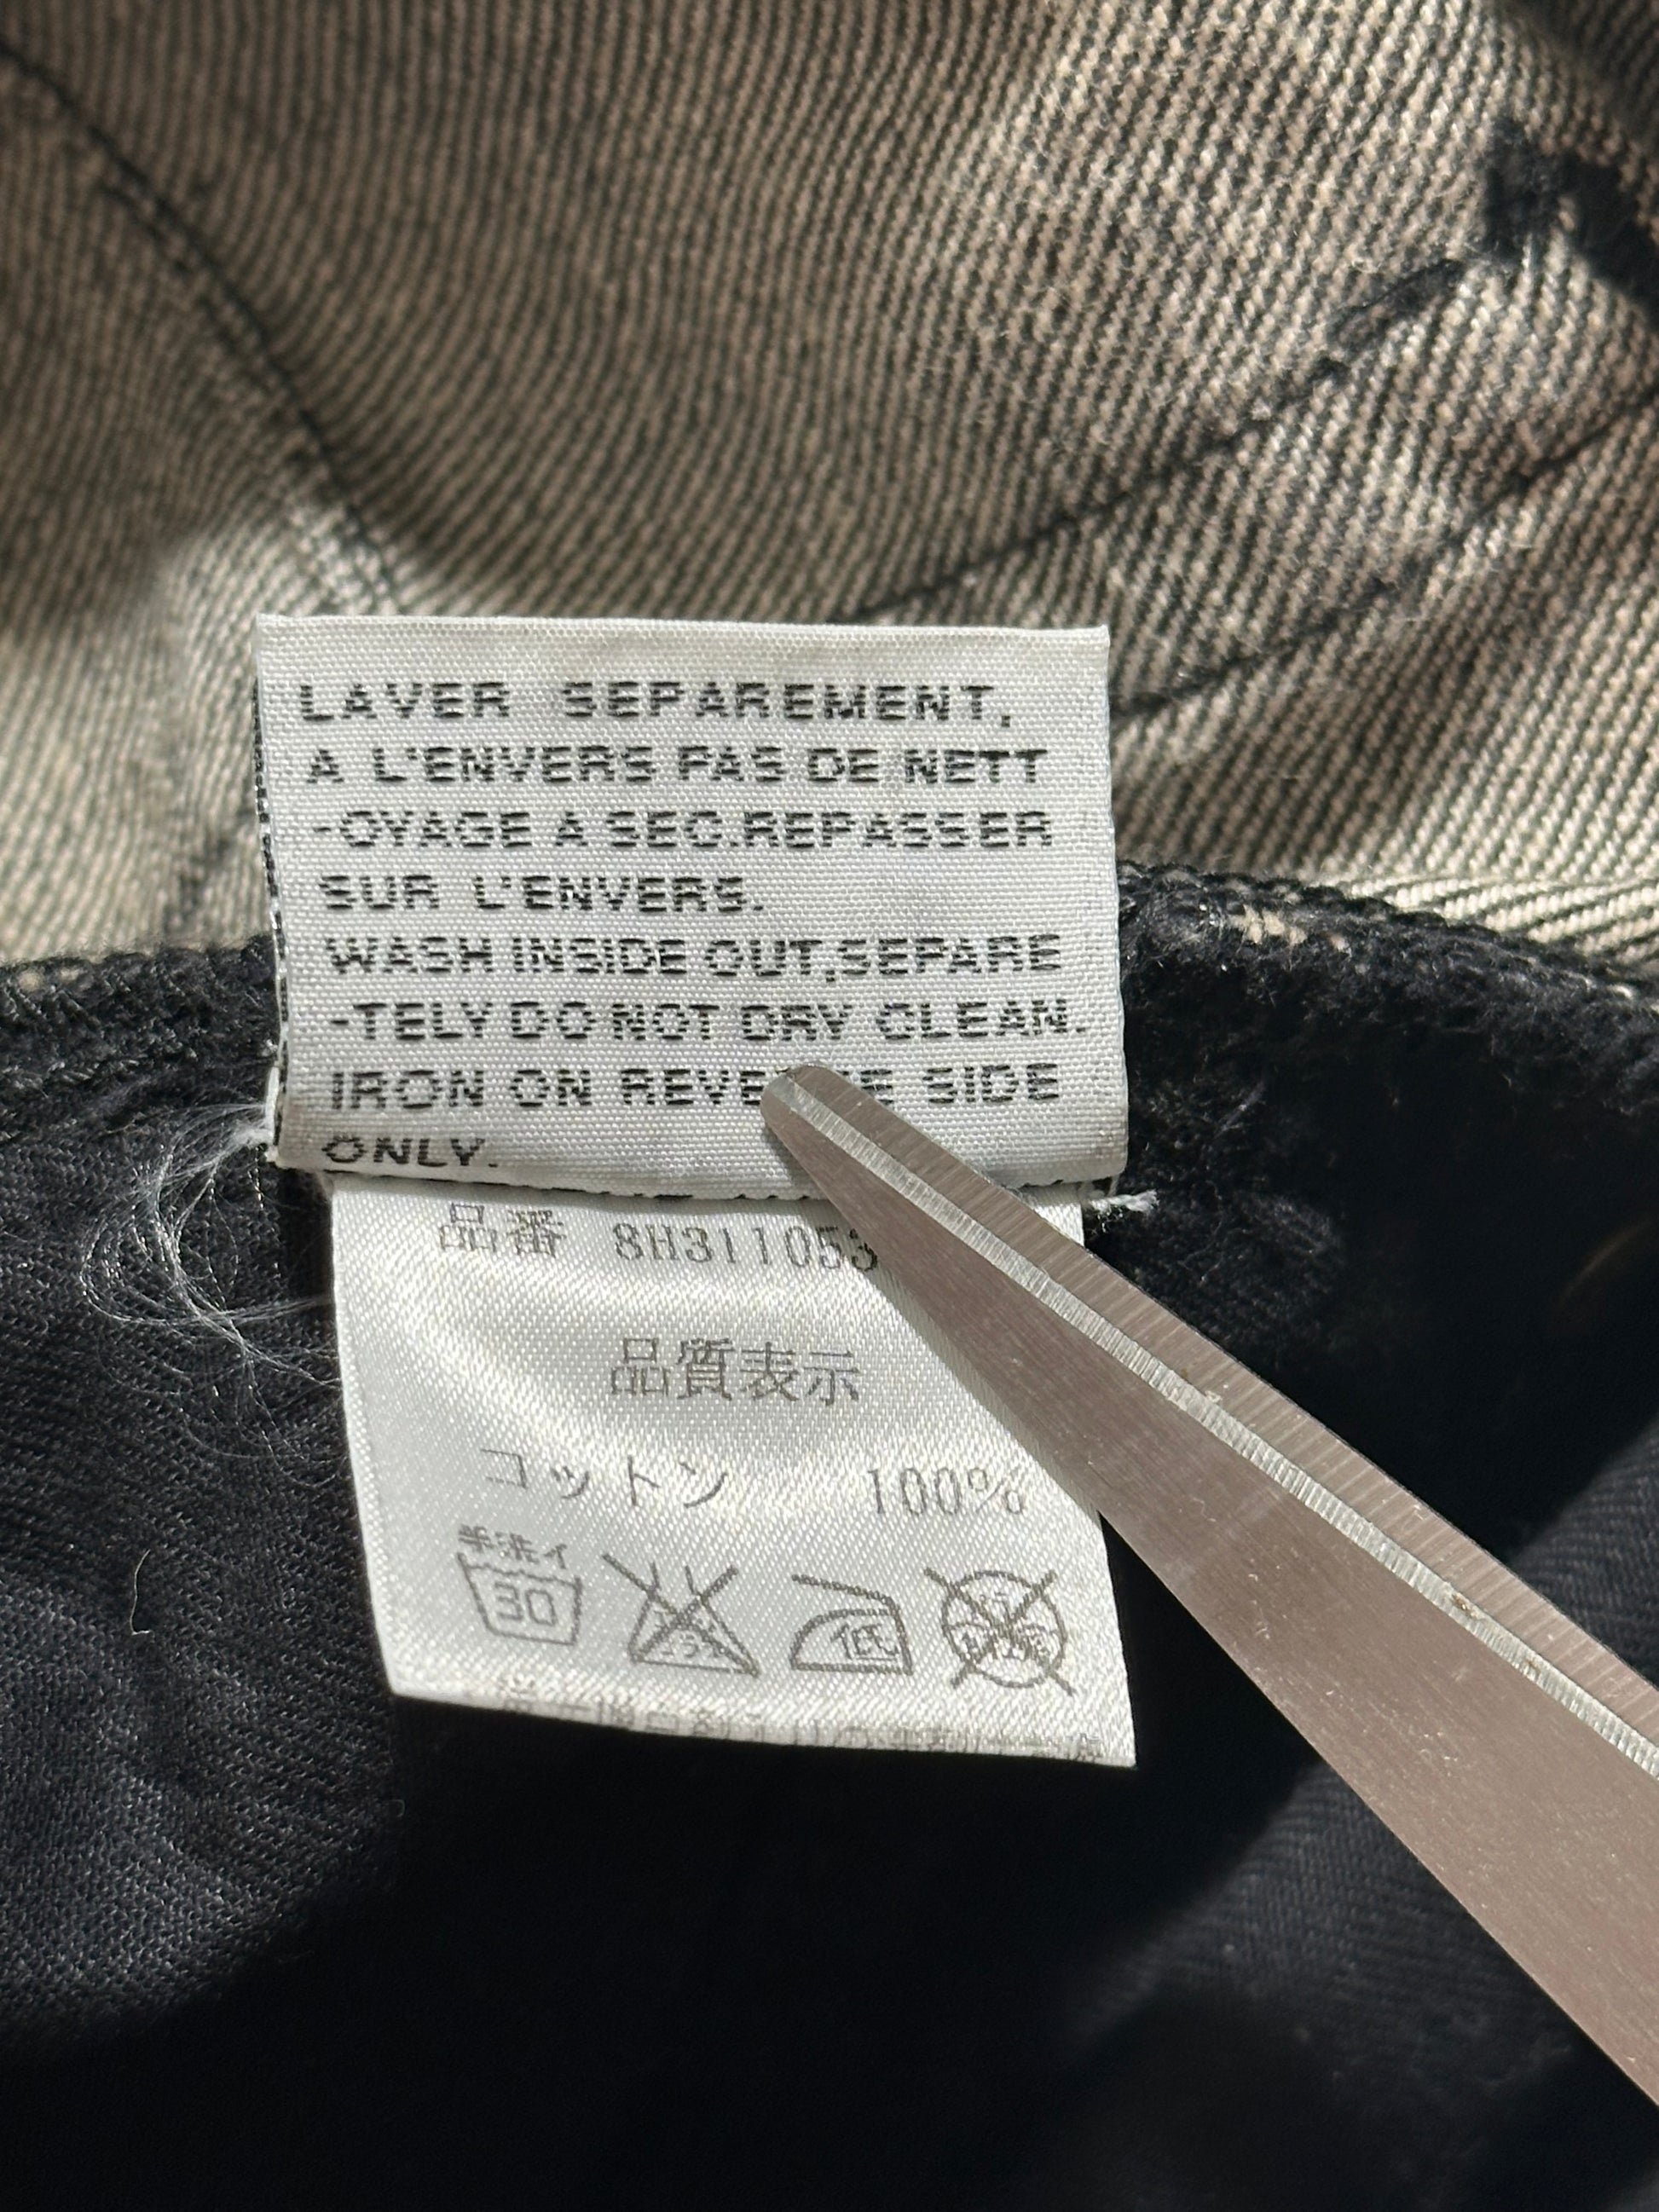 LAVER SEPAREMENT,
A L'ENVERS PAS DE NETT
-OYAGE A SEC.REPASSER
SUR L'ENVERS.
WASH INSIDE OUT,SEPARE
-TELY DO NOT DRY CLEAN.
IRON ON SIDE
ONLY.
品番 8H311053
品質表示
コットン 100%
手洗イ
30
低